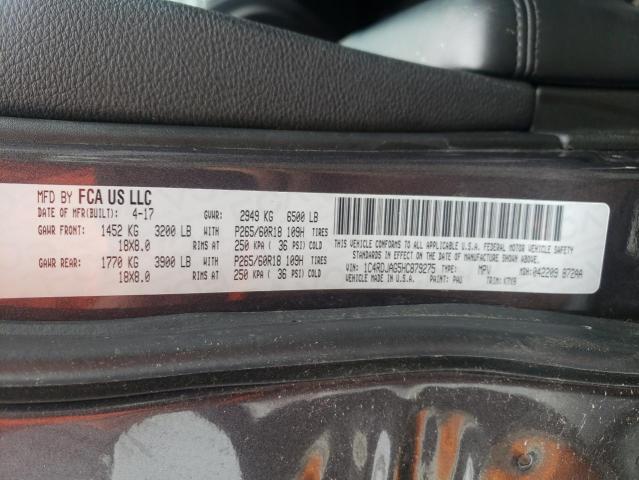 MFD BY FCA US LLC
DATE OF MFR(BUILT): 4-17 GVWR: 2949 KG 6500 LB
GAWR FRONT: 1452 KG 3200 LB WITH P265/60R18 109H TIRES
18X8.0 RIMS AT 250 KPA ( 36 PSI) COLD
GAWR REAR: 1770 KG 3900 LB WITH P265/60R18 109H TIRES
18X8.0 RIMS AT 250 KPA ( 36 PSI) COLD
THIS VEHICLE CONFORMS TO ALL APPLICABLE U.S.A. FEDERAL MOTOR VEHICLE SAFETY
STANDARDS IN EFFECT ON THE DATE OF MANUFACTURE SHOWN ABOVE.
VIN: 1C4RDJAG5HC879275 TYPE: MPV MDH: 042209 872AA
VEHICLE MADE IN U.S.A. PAINT: PAU TRIM: